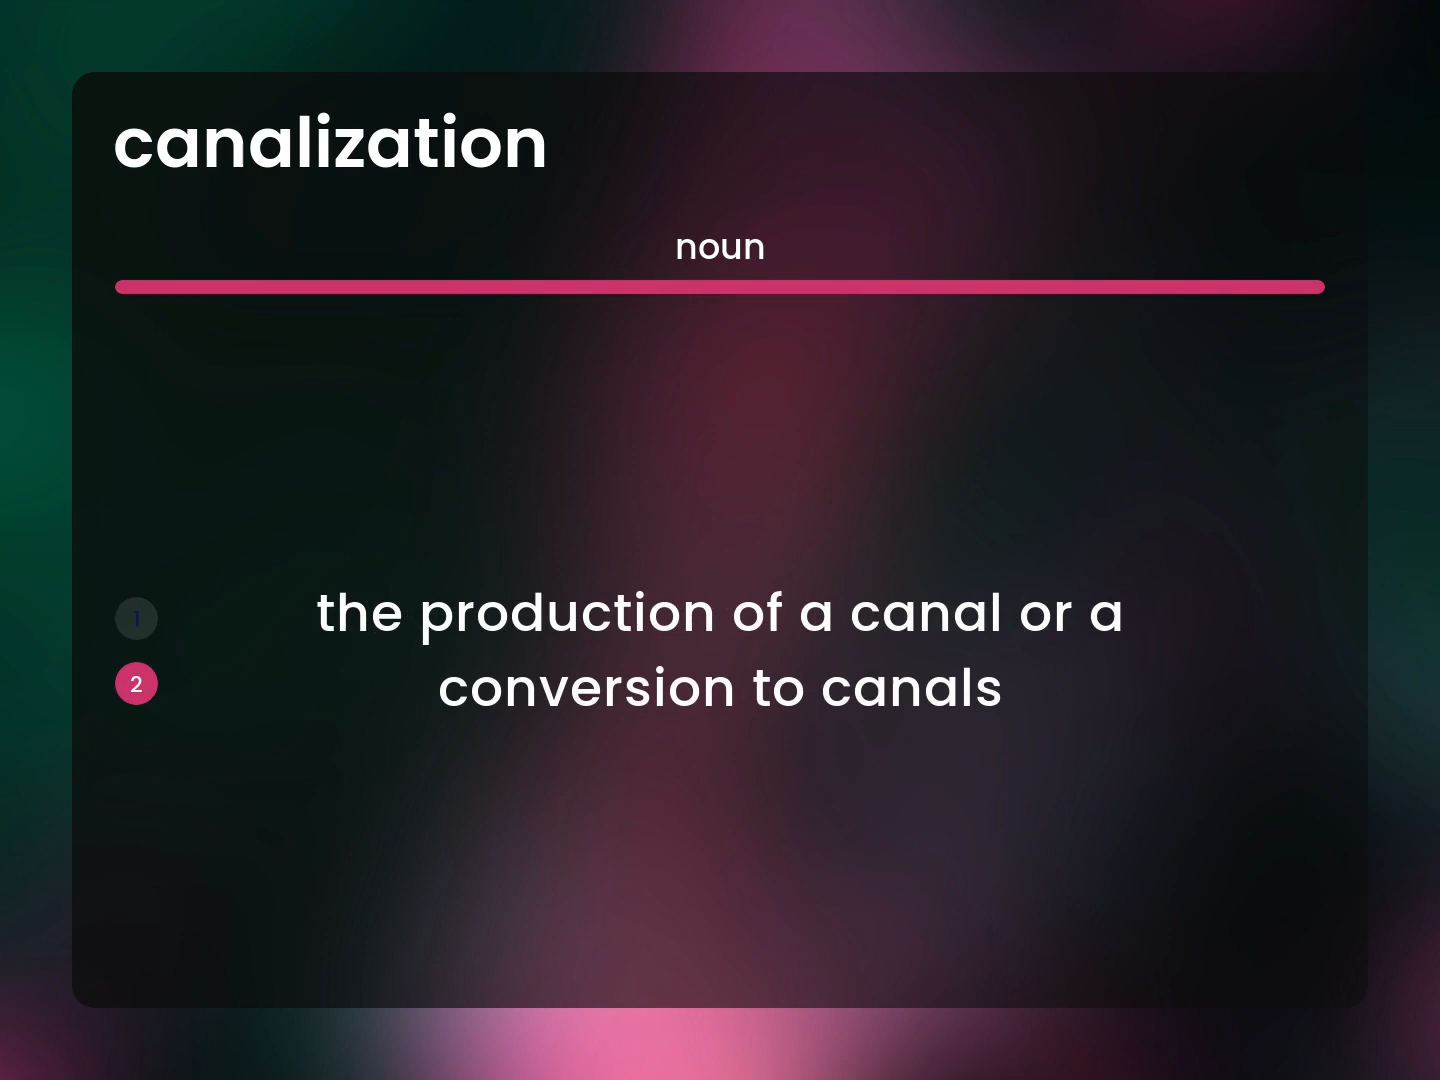 canalization
noun
1
2
the production of a canal or a
conversion to canals